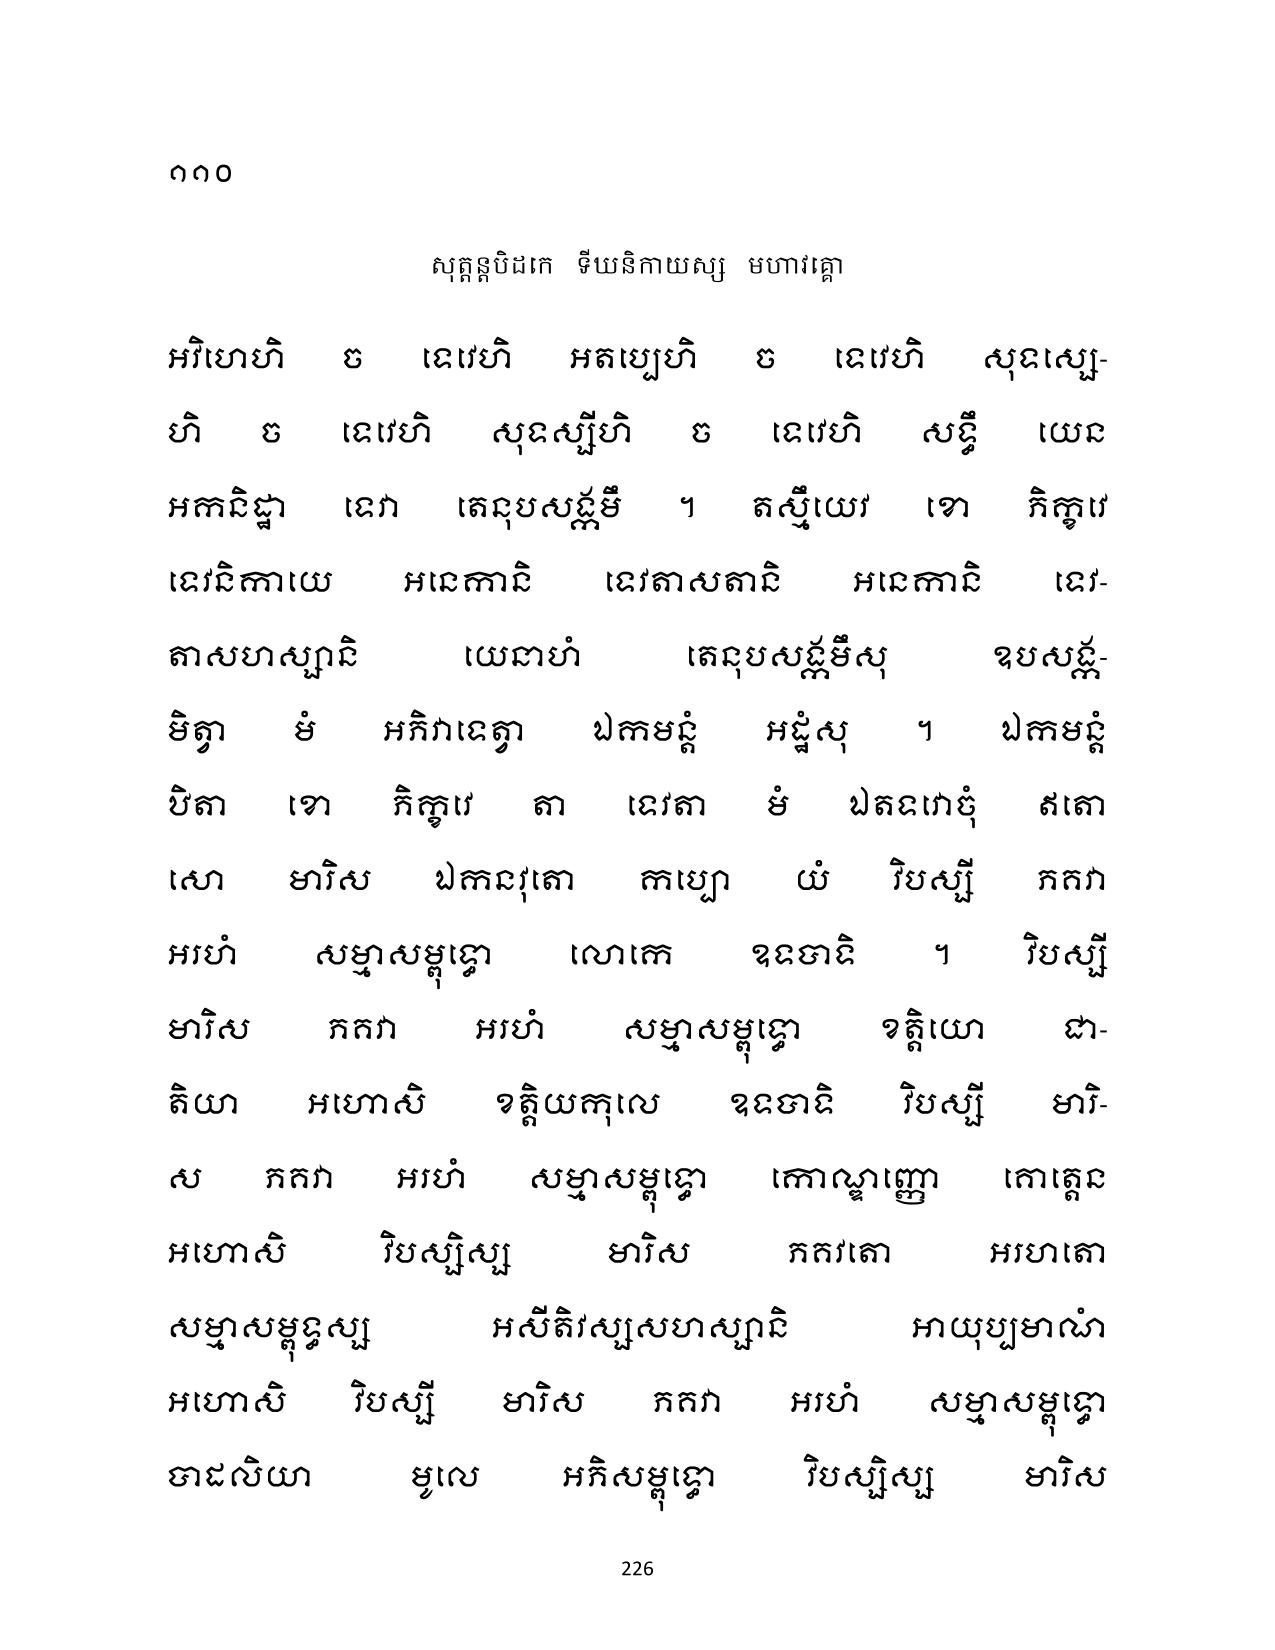 ១១០
សុត្តន្តបិដកេ ទីឃនិកាយស្ស មហាវគ្គោ
អវិហេហិ ច ទេវេហិ អតប្បេហិ ច ទេវេហិ សុទស្សេ-
ហិ ច ទេវេហិ សុទស្សីហិ ច ទេវេហិ សទ្ធឹ យេន
អកនិដ្ឋា ទេវា តេនុបសង្កមឹ ។ តស្មឹយេវ ខោ ភិក្ខវេ
ទេវនិកាយេ អនេកានិ ទេវតាសតានិ អនេកានិ ទេវ-
តាសហស្សានិ យេនាហំ តេនុបសង្កមឹសុ ឧបសង្ក-
មិត្វា មំ អភិវាទេត្វា ឯកមន្តំ អដ្ឋំសុ ។ ឯកមន្តំ
ឋិតា ខោ ភិក្ខវេ តា ទេវតា មំ ឯតទវោចុំ ឥតោ
សោ មារិស ឯកនវុតោ កប្បោ យំ វិបស្សី ភគវា
អរហំ សម្មាសម្ពុទ្ធោ លោកេ ឧទបាទិ ។ វិបស្សី
មារិស ភគវា អរហំ សម្មាសម្ពុទ្ធោ ខត្តិយោ ជា-
តិយា អហោសិ ខត្តិយកុលេ ឧទបាទិ វិបស្សី មារិ-
ស ភគវា អរហំ សម្មាសម្ពុទ្ធោ កោណ្ឌញ្ញោ គោត្តេន
អហោសិ វិបស្សិស្ស មារិស ភគវតោ អរហតោ
សម្មាសម្ពុទ្ធស្ស អសីតិវស្សសហស្សានិ អាយុប្បមាណំ
អហោសិ វិបស្សី មារិស ភគវា អរហំ សម្មាសម្ពុទ្ធោ
បាដលិយា មូលេ អភិសម្ពុទ្ធោ វិបស្សិស្ស មារិស
226